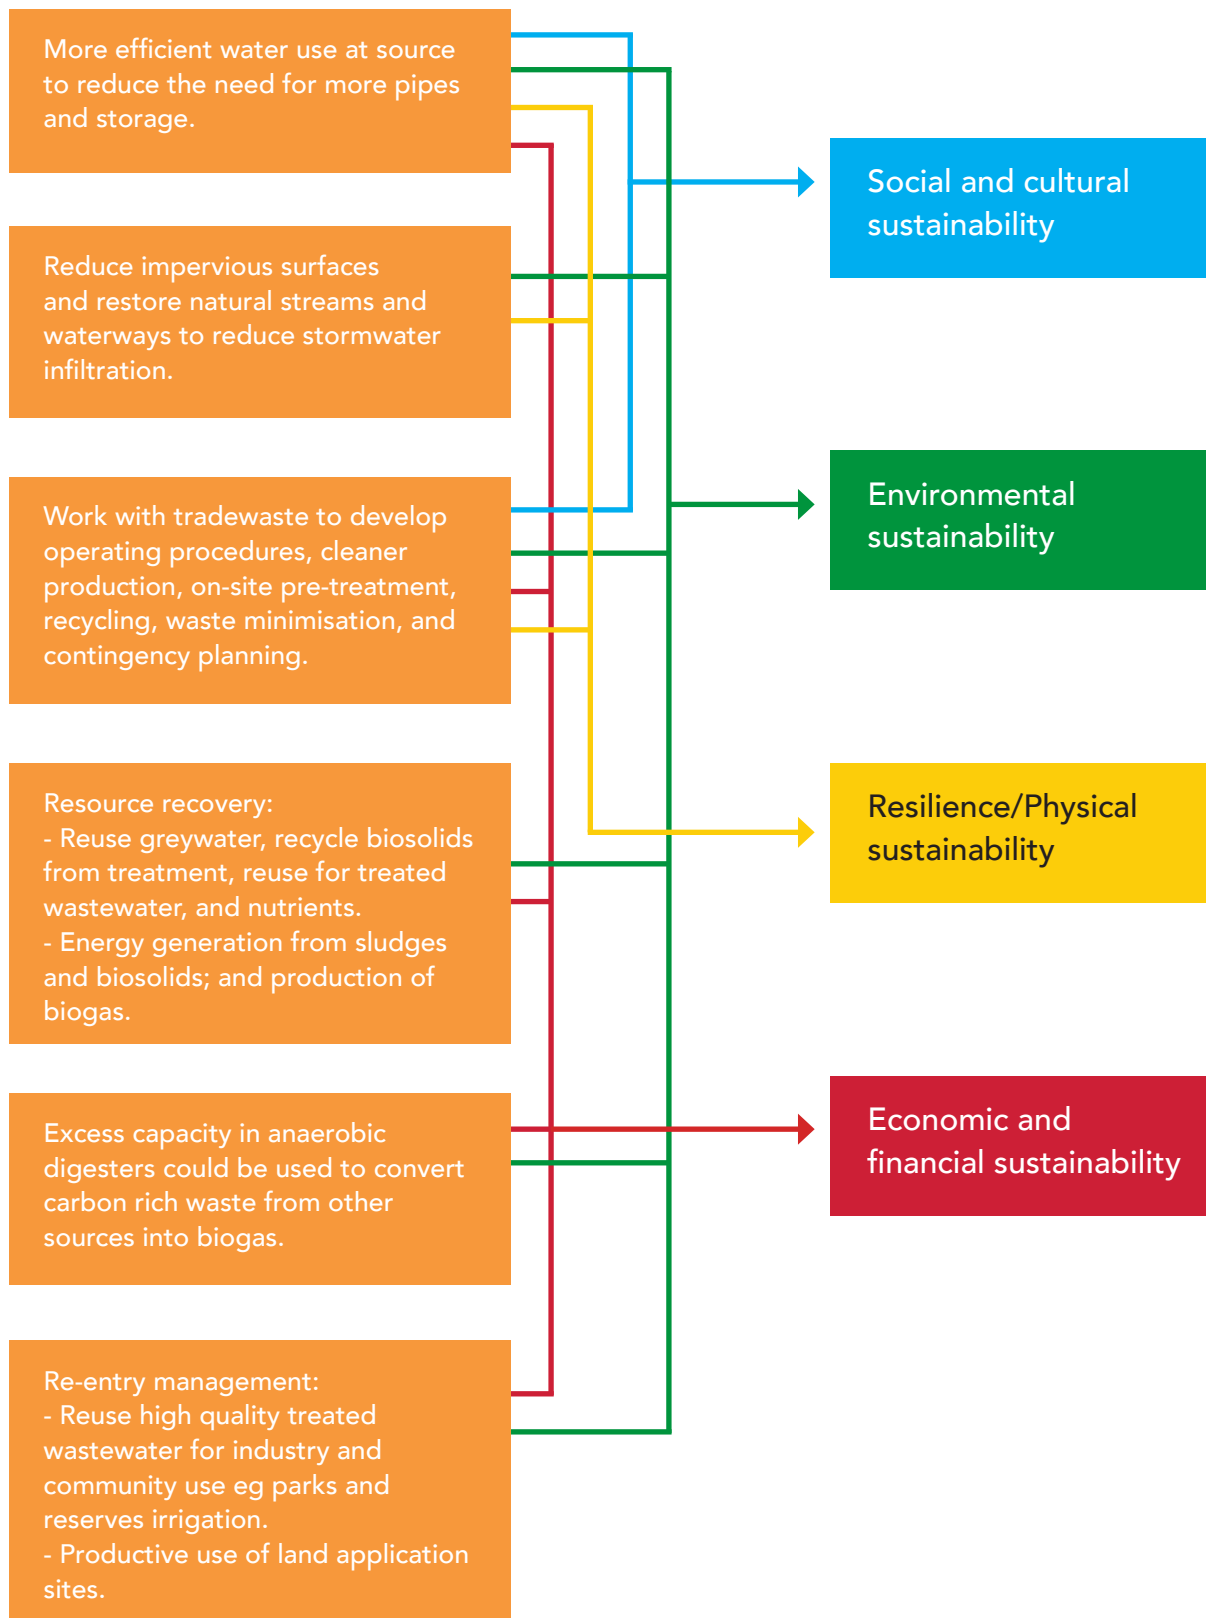 More efficient water use at source
to reduce the need for more pipes
and storage.
Reduce impervious surfaces
and restore natural streams and
waterways to reduce stormwater
infiltration.
Work with tradewaste to develop
operating procedures, cleaner
production, on-site pre-treatment,
recycling, waste minimisation, and
contingency planning.
Resource recovery:
- Reuse greywater, recycle biosolids
from treatment, reuse for treated
wastewater, and nutrients.
- Energy generation from sludges
and biosolids; and production of
biogas.
Excess capacity in anaerobic
digesters could be used to convert
carbon rich waste from other
sources into biogas.
Re-entry management:
- Reuse high quality treated
wastewater for industry and
community use eg parks and
reserves irrigation.
- Productive use of land application
sites.
Social and cultural
sustainability
Environmental
sustainability
Resilience/Physical
sustainability
Economic and
financial sustainability